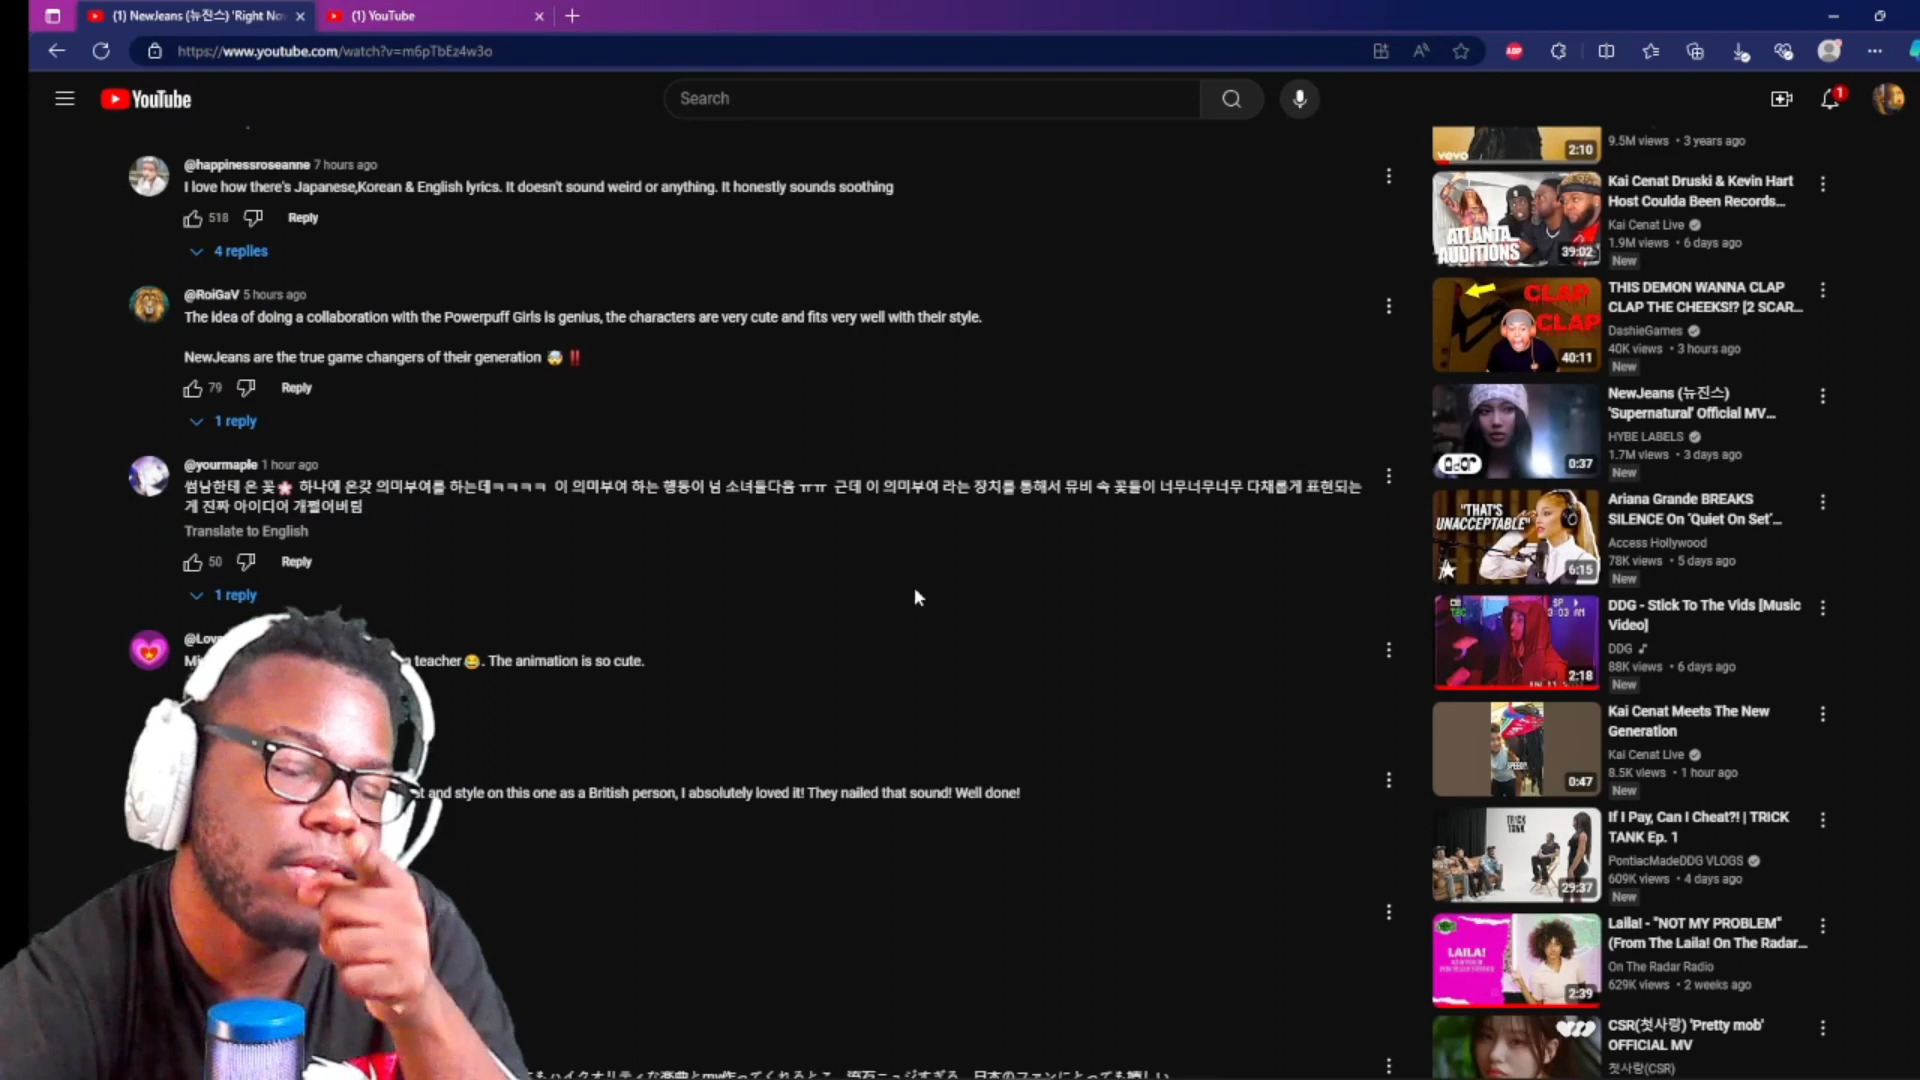 (1) NewJeans (뉴진스) 'Right No
(1) YouTube
https://www.youtube.com/watch?v=m6pTbEz4w3o
YouTube
Search
1
@happinessroseanne 7 hours ago
I love how there's Japanese,Korean & English lyrics. It doesn't sound weird or anything. It honestly sounds soothing
518 Reply
4 replies
@RoiGaV 5 hours ago
The idea of doing a collaboration with the Powerpuff Girls is genius, the characters are very cute and fits very well with their style.
NewJeans are the true game changers of their generation 🤯 ‼️
79 Reply
1 reply
@yourmaple 1 hour ago
썸남한테 온 꽃🌸 하나에 온갖 의미부여를 하는데ㅋㅋㅋㅋ 이 의미부여 하는 행동이 넘 소녀들다움 ㅠㅠ 근데 이 의미부여 라는 장치를 통해서 뮤비 속 꽃들이 너무너무너무 다채롭게 표현되는
게 진짜 아이디어 개쩔어버림
Translate to English
50 Reply
1 reply
@Love
teacher😂. The animation is so cute.
and style on this one as a British person, I absolutely loved it! They nailed that sound! Well done!
vevo
2:10
9.5M views • 3 years ago
ATLANTA
AUDITIONS
39:02
Kai Cenat Druski & Kevin Hart
Host Coulda Been Records...
Kai Cenat Live
1.9M views • 6 days ago
New
CLAP
CLAP
40:11
THIS DEMON WANNA CLAP
CLAP THE CHEEKS!? [2 SCAR...
DashieGames
40K views • 3 hours ago
New
0:37
NewJeans (뉴진스)
'Supernatural' Official MV...
HYBE LABELS
1.7M views • 3 days ago
New
"THAT'S
UNACCEPTABLE"
6:15
Ariana Grande BREAKS
SILENCE On 'Quiet On Set'...
Access Hollywood
78K views • 5 days ago
New
SP
3:03 AM
2:18
DDG - Stick To The Vids [Music
Video]
DDG
88K views • 6 days ago
New
0:47
Kai Cenat Meets The New
Generation
Kai Cenat Live
8.5K views • 1 hour ago
New
TRICK
TANK
29:37
If I Pay, Can I Cheat?! | TRICK
TANK Ep. 1
PontiacMadeDDG VLOGS
609K views • 4 days ago
New
LAILA!
2:39
Laila! - "NOT MY PROBLEM"
(From The Laila! On The Radar...
On The Radar Radio
629K views • 2 weeks ago
CSR(첫사랑) 'Pretty mob'
OFFICIAL MV
첫사랑(CSR)